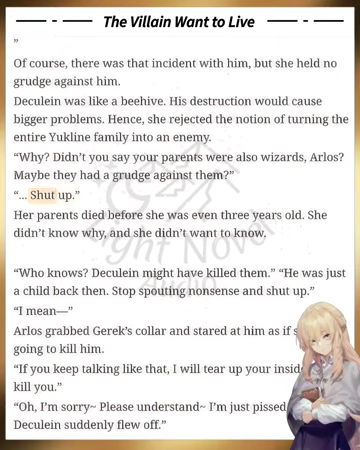 The Villain Want to Live
”
Of course, there was that incident with him, but she held no
grudge against him.
Deculein was like a beehive. His destruction would cause
bigger problems. Hence, she rejected the notion of turning the
entire Yukline family into an enemy.
“Why? Didn’t you say your parents were also wizards, Arlos?
Maybe they had a grudge against them?”
“... Shut up.”
Her parents died before she was even three years old. She
didn’t know why, and she didn’t want to know.
“Who knows? Deculein might have killed them.” “He was just
a child back then. Stop spouting nonsense and shut up.”
“I mean—”
Arlos grabbed Gerek’s collar and stared at him as if
going to kill him.
“If you keep talking like that, I will tear up your
kill you.”
“Oh, I’m sorry~ Please understand~ I’m just pissed
Deculein suddenly flew off.”
Light Novel
Audio